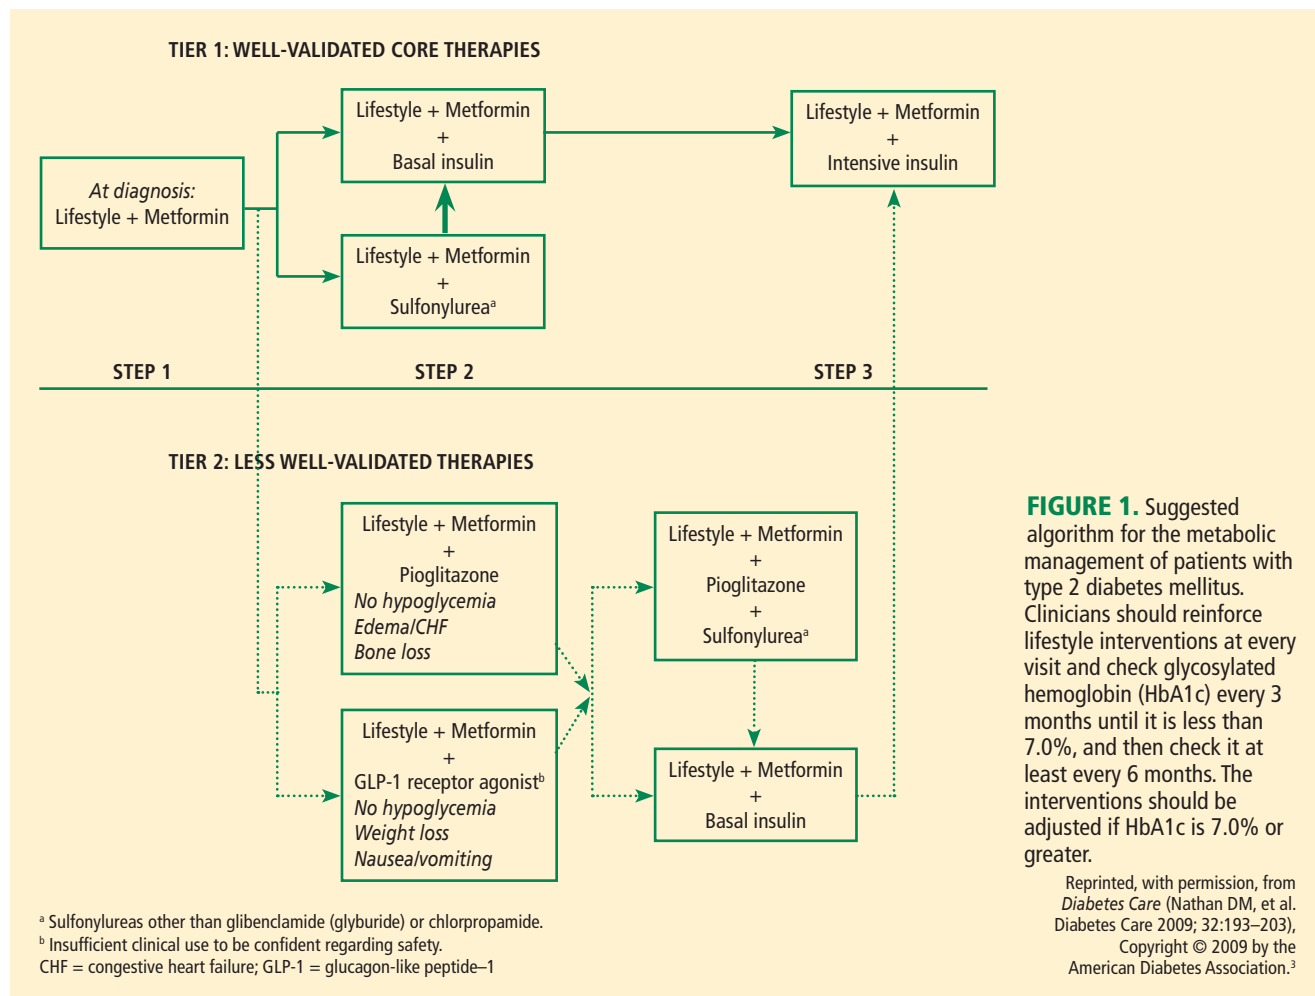 TIER 1: WELL-VALIDATED CORE THERAPIES
At diagnosis:
Lifestyle + Metformin
Lifestyle + Metformin
+
Basal insulin
Lifestyle + Metformin
+
Sulfonylureaᵃ
Lifestyle + Metformin
+
Intensive insulin
STEP 1
STEP 2
STEP 3
TIER 2: LESS WELL-VALIDATED THERAPIES
Lifestyle + Metformin
+
Pioglitazone
No hypoglycemia
Edema/CHF
Bone loss
Lifestyle + Metformin
+
GLP-1 receptor agonistᵇ
No hypoglycemia
Weight loss
Nausea/vomiting
Lifestyle + Metformin
+
Pioglitazone
+
Sulfonylureaᵃ
Lifestyle + Metformin
+
Basal insulin
ᵃ Sulfonylureas other than glibenclamide (glyburide) or chlorpropamide.
ᵇ Insufficient clinical use to be confident regarding safety.
CHF = congestive heart failure; GLP-1 = glucagon-like peptide–1
FIGURE 1. Suggested
algorithm for the metabolic
management of patients with
type 2 diabetes mellitus.
Clinicians should reinforce
lifestyle interventions at every
visit and check glycosylated
hemoglobin (HbA1c) every 3
months until it is less than
7.0%, and then check it at
least every 6 months. The
interventions should be
adjusted if HbA1c is 7.0% or
greater.
Reprinted, with permission, from
Diabetes Care (Nathan DM, et al.
Diabetes Care 2009; 32:193–203),
Copyright © 2009 by the
American Diabetes Association.³